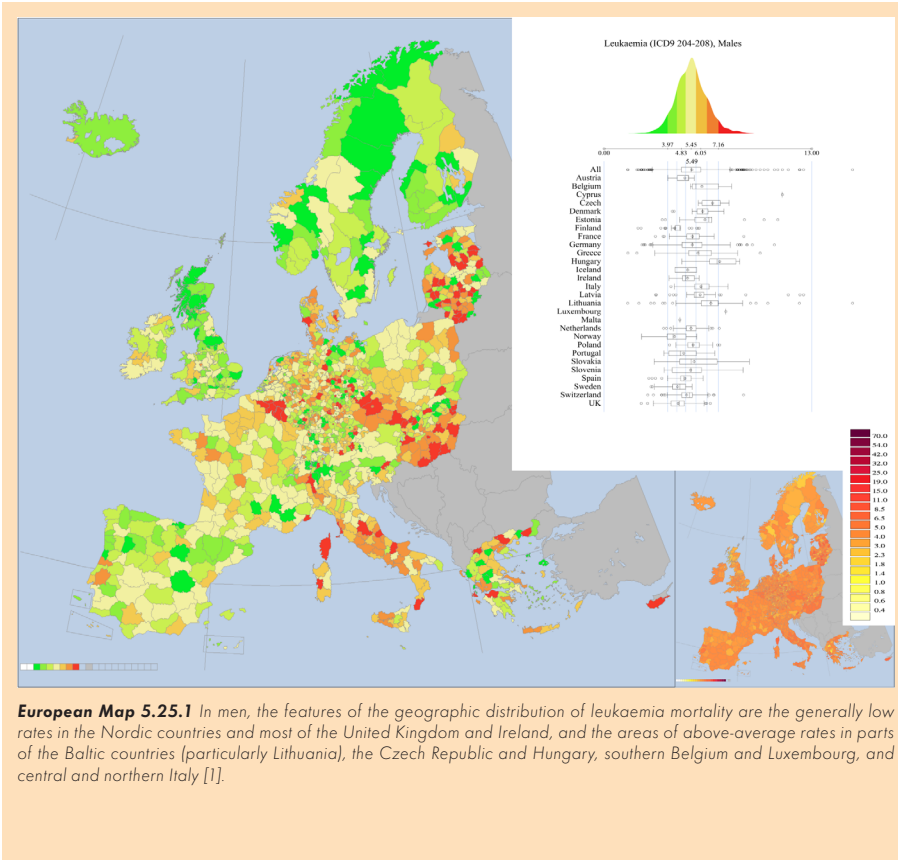 Leukaemia (ICD9 204-208), Males
3.97 5.45 7.16
0.00 4.83 6.03 13.00
5.49
All
Austria
Belgium
Cyprus
Czech
Denmark
Estonia
Finland
France
Germany
Greece
Hungary
Iceland
Ireland
Italy
Latvia
Lithuania
Luxembourg
Malta
Netherlands
Norway
Poland
Portugal
Slovakia
Slovenia
Spain
Sweden
Switzerland
UK
70.0
54.0
42.0
32.0
25.0
19.0
15.0
11.0
8.5
6.5
5.0
4.0
3.0
2.3
1.8
1.4
1.0
0.8
0.6
0.4
European Map 5.25.1 In men, the features of the geographic distribution of leukaemia mortality are the generally low
rates in the Nordic countries and most of the United Kingdom and Ireland, and the areas of above-average rates in parts
of the Baltic countries (particularly Lithuania), the Czech Republic and Hungary, southern Belgium and Luxembourg, and
central and northern Italy [1].